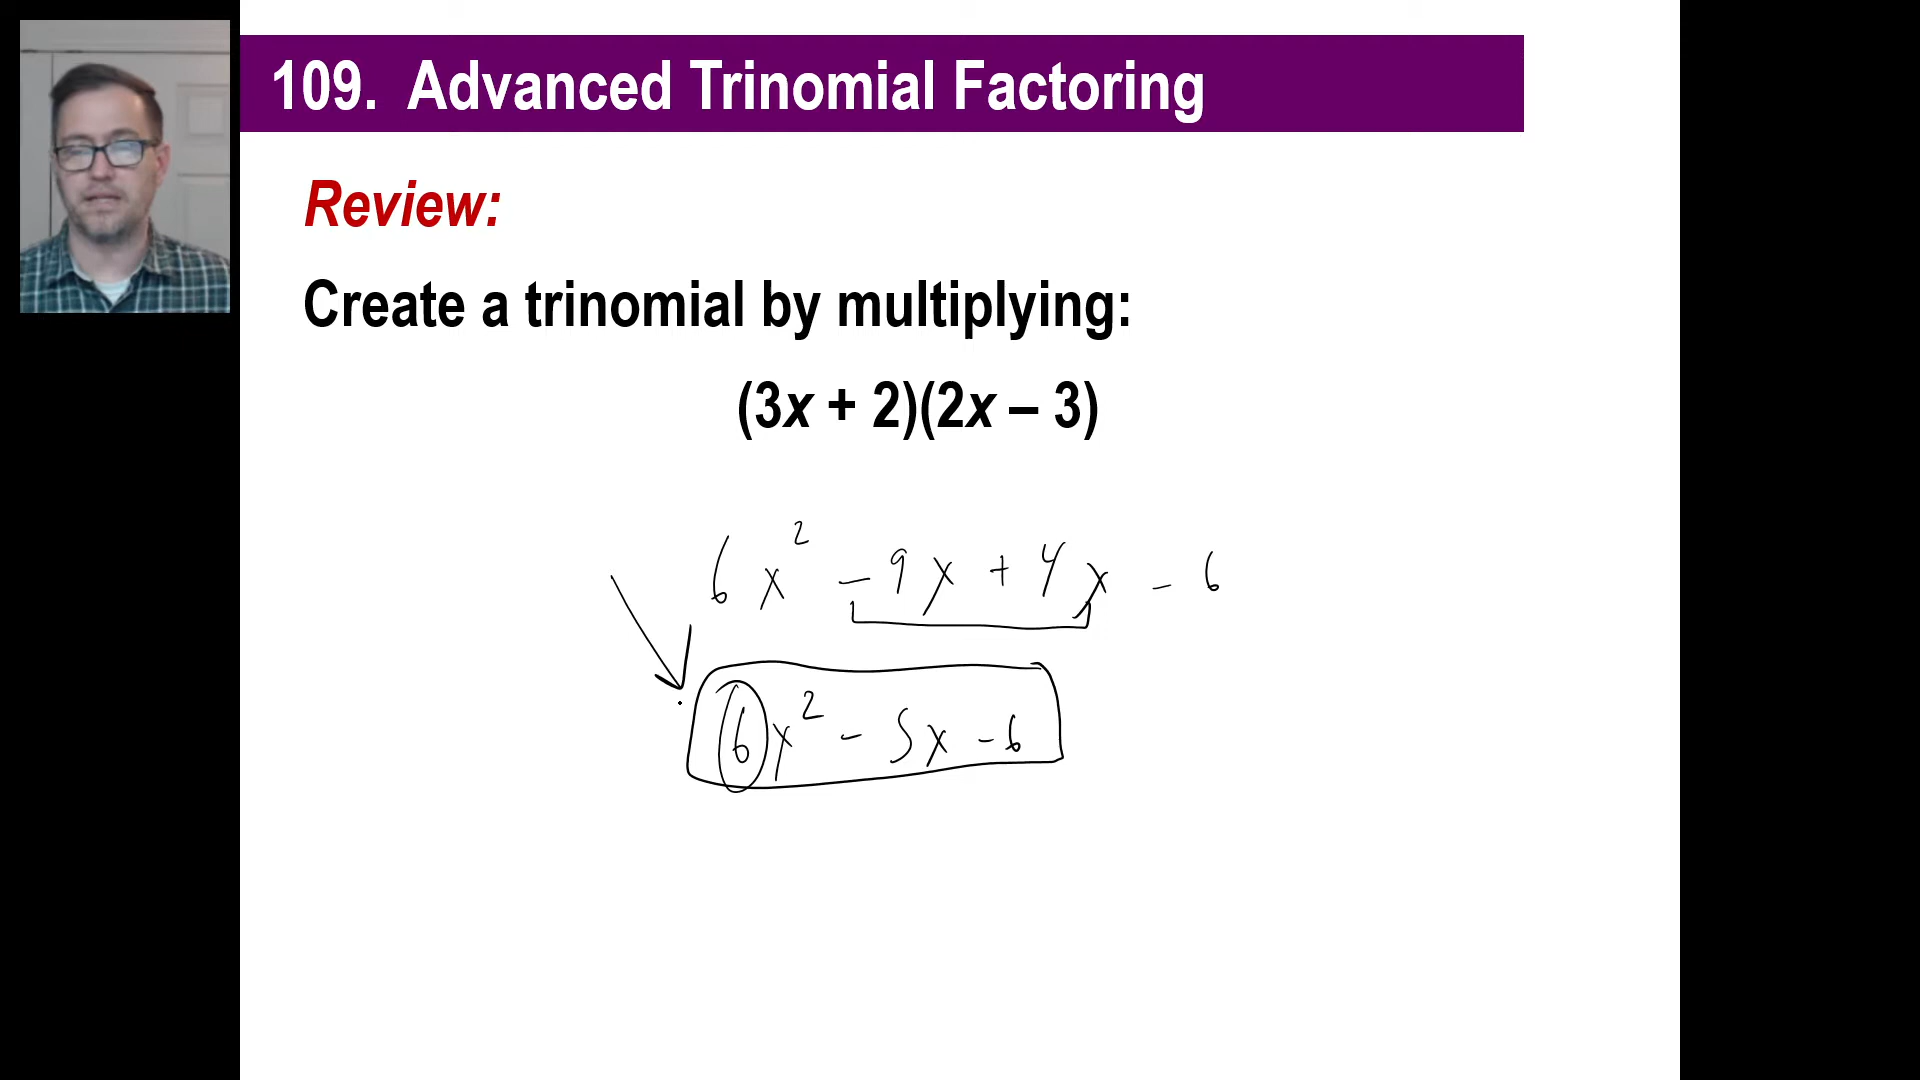 109. Advanced Trinomial Factoring
Review:
Create a trinomial by multiplying:
(3x + 2)(2x – 3)
6x² - 9x + 4x - 6
6x² - 5x - 6